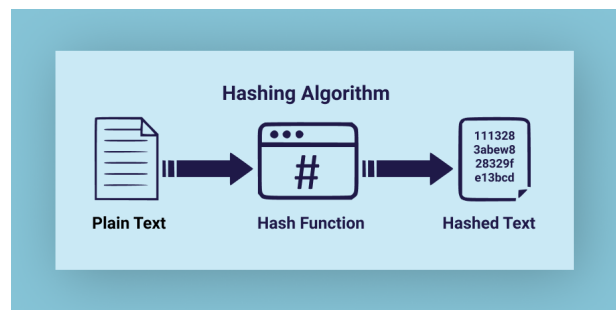 Hashing Algorithm
#
111328
3abew8
28329f
e13bcd
Plain Text
Hash Function
Hashed Text